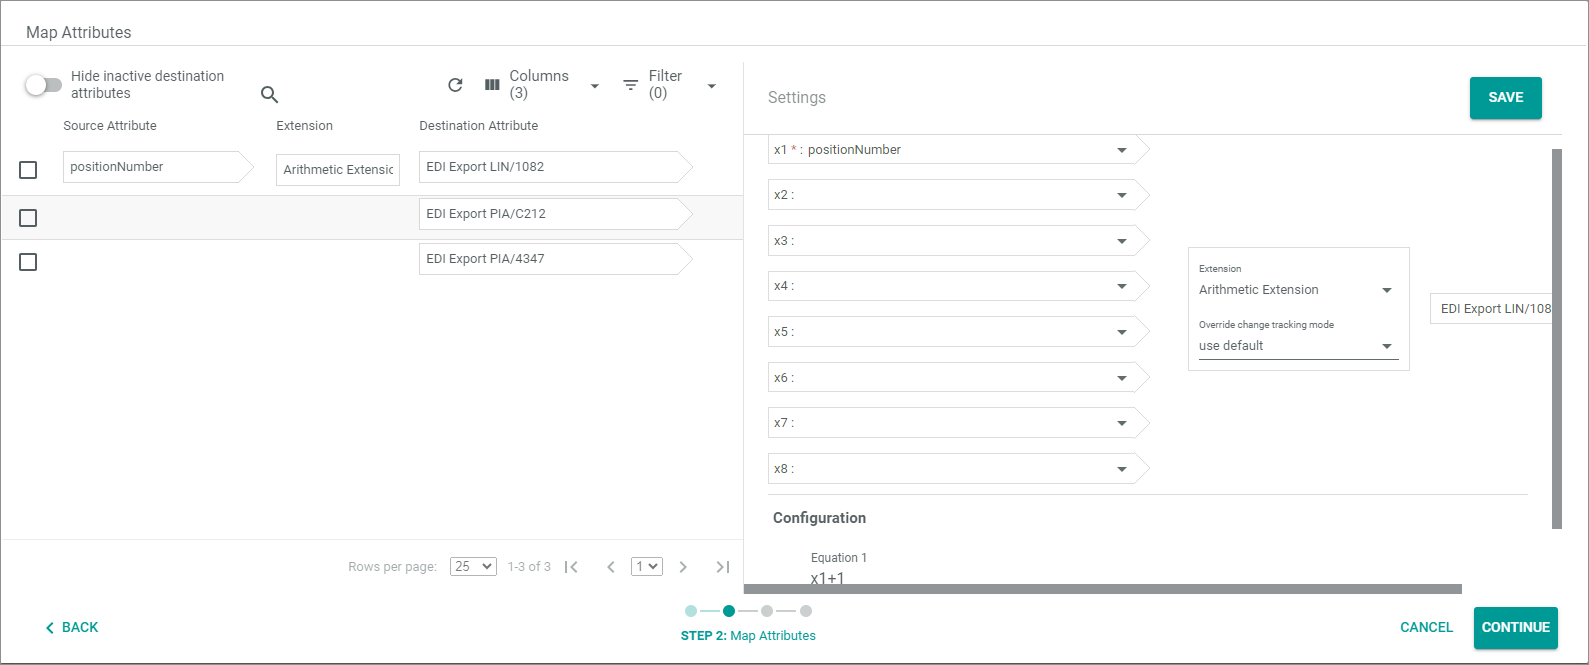 Map Attributes
Hide inactive destination
attributes
Columns
(3)
Filter
(0)
Source Attribute
Extension
Destination Attribute
positionNumber
Arithmetic Extensic
EDI Export LIN/1082
EDI Export PIA/C212
EDI Export PIA/4347
Rows per page:
25
1-3 of 3
1
Settings
SAVE
x1 * : positionNumber
x2 :
x3 :
x4 :
x5 :
x6 :
x7 :
x8 :
Extension
Arithmetic Extension
Override change tracking mode
use default
EDI Export LIN/108
Configuration
Equation 1
x1+1
BACK
STEP 2: Map Attributes
CANCEL
CONTINUE